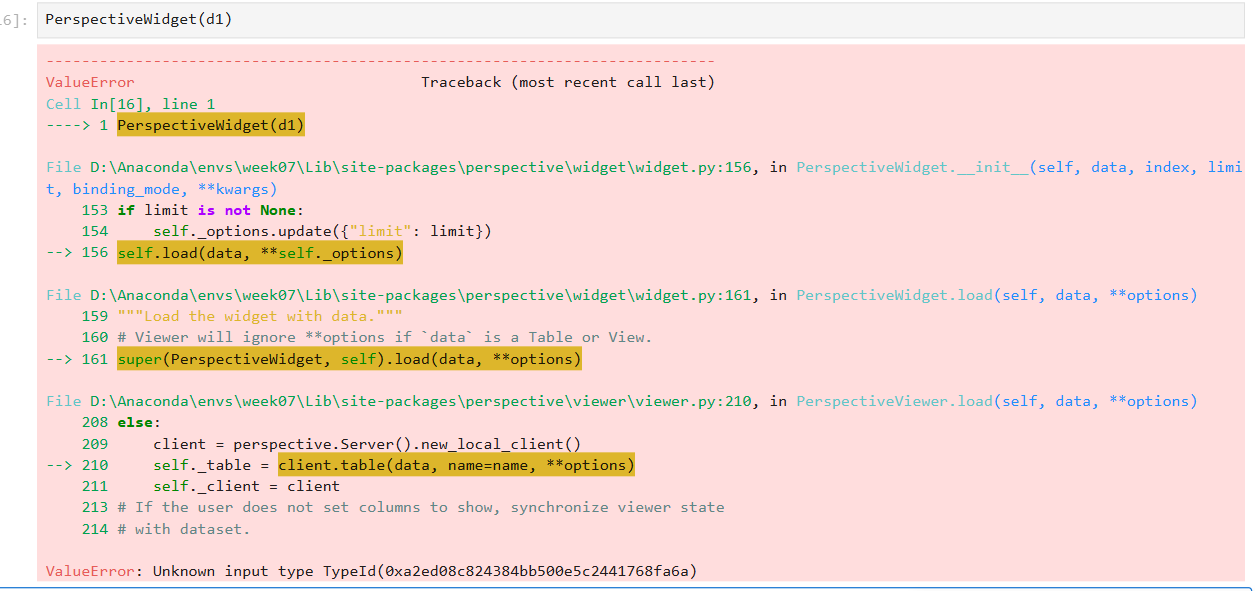 16]: PerspectiveWidget(d1)
---------------------------------------------------------------------------
ValueError                                Traceback (most recent call last)
Cell In[16], line 1
----> 1 PerspectiveWidget(d1)
File D:\Anaconda\envs\week07\Lib\site-packages\perspective\widget\widget.py:156, in PerspectiveWidget.__init__(self, data, index, limi
t, binding_mode, **kwargs)
    153 if limit is not None:
    154     self._options.update({"limit": limit})
--> 156 self.load(data, **self._options)
File D:\Anaconda\envs\week07\Lib\site-packages\perspective\widget\widget.py:161, in PerspectiveWidget.load(self, data, **options)
    159 """Load the widget with data."""
    160 # Viewer will ignore **options if `data` is a Table or View.
--> 161 super(PerspectiveWidget, self).load(data, **options)
File D:\Anaconda\envs\week07\Lib\site-packages\perspective\viewer\viewer.py:210, in PerspectiveViewer.load(self, data, **options)
    208 else:
    209     client = perspective.Server().new_local_client()
--> 210     self._table = client.table(data, name=name, **options)
    211     self._client = client
    213 # If the user does not set columns to show, synchronize viewer state
    214 # with dataset.
ValueError: Unknown input type TypeId(0xa2ed08c824384bb500e5c2441768fa6a)